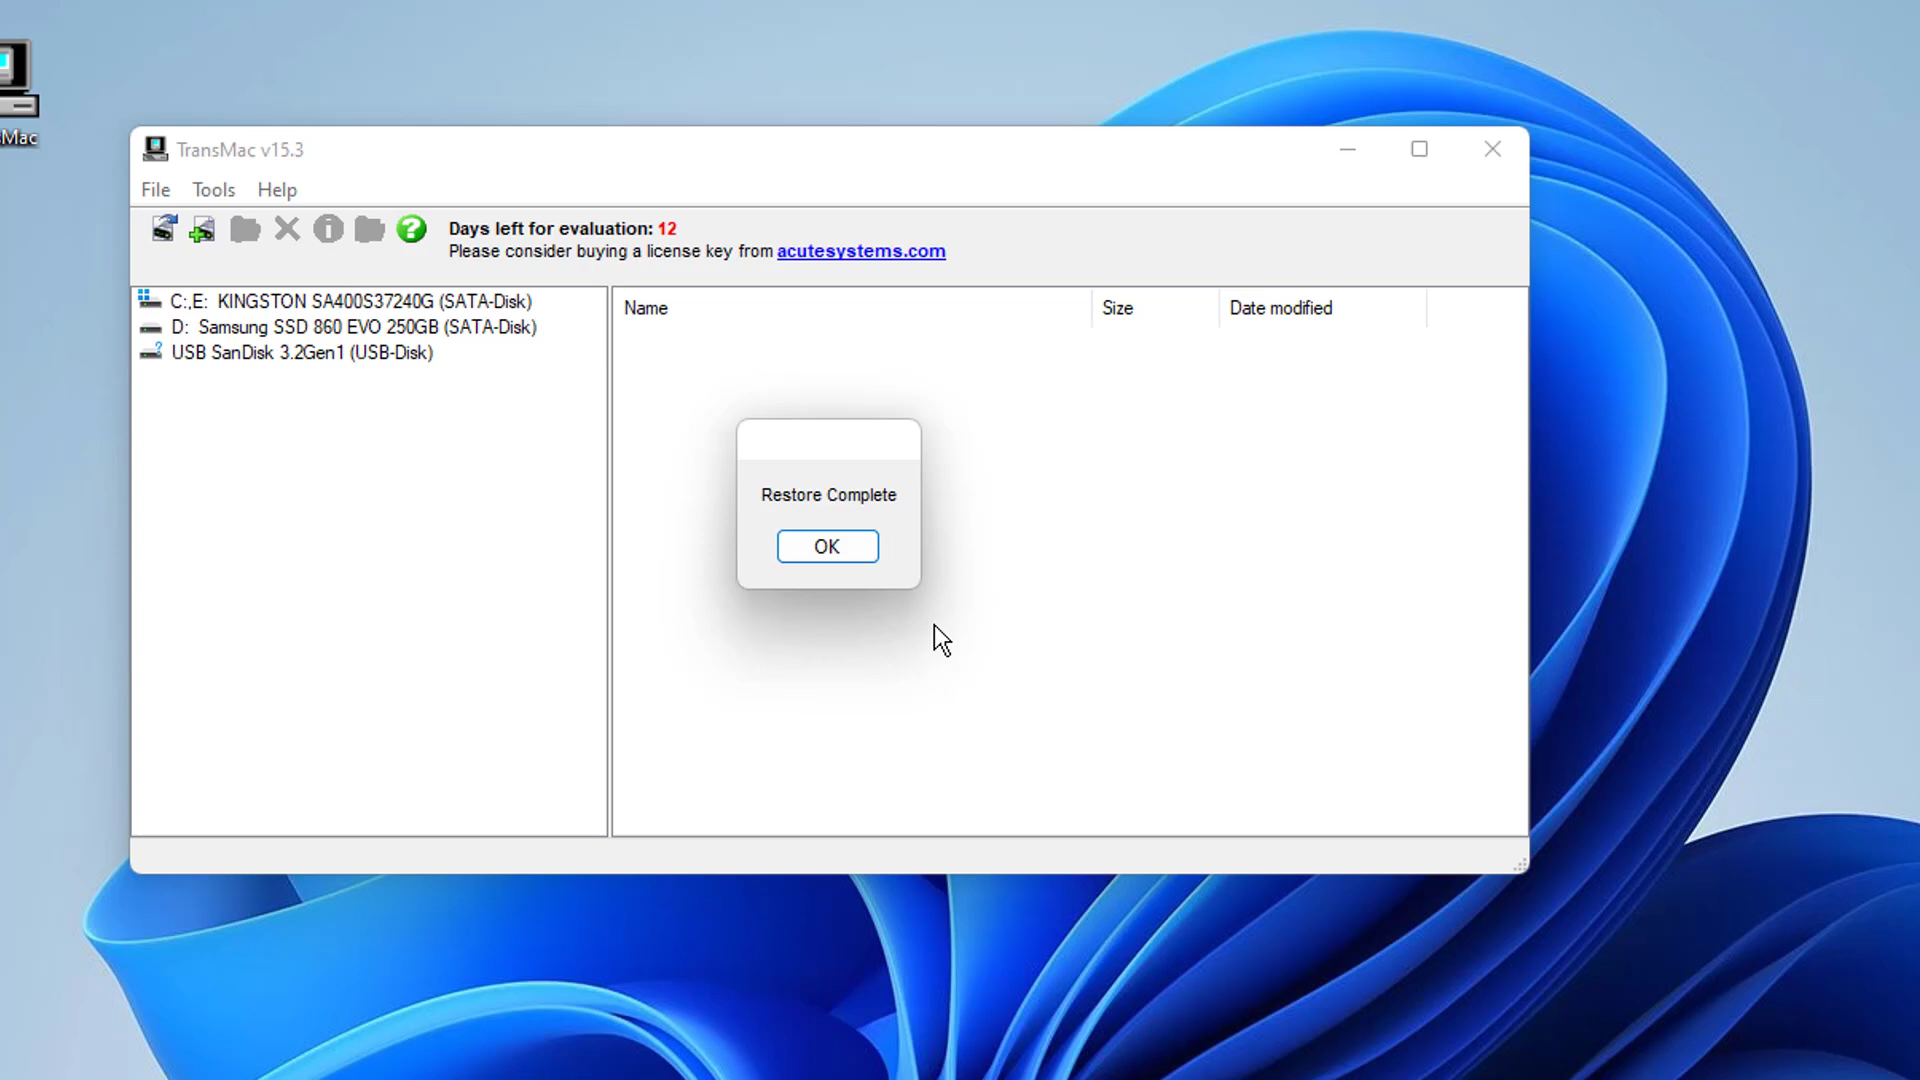 sMac
TransMac v15.3
File Tools Help
Days left for evaluation: 12
Please consider buying a license key from acutesystems.com
C:,E: KINGSTON SA400S37240G (SATA-Disk)
D: Samsung SSD 860 EVO 250GB (SATA-Disk)
USB SanDisk 3.2Gen1 (USB-Disk)
Name Size Date modified
Restore Complete
OK